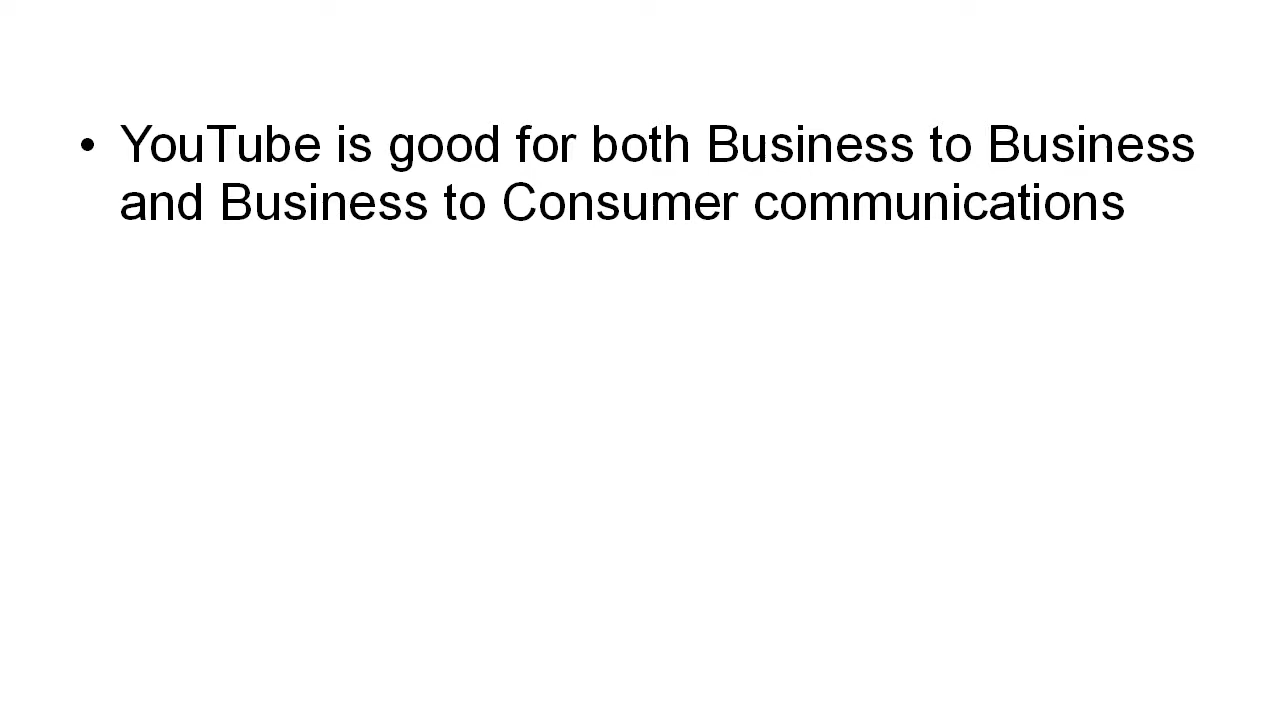 • YouTube is good for both Business to Business
and Business to Consumer communications